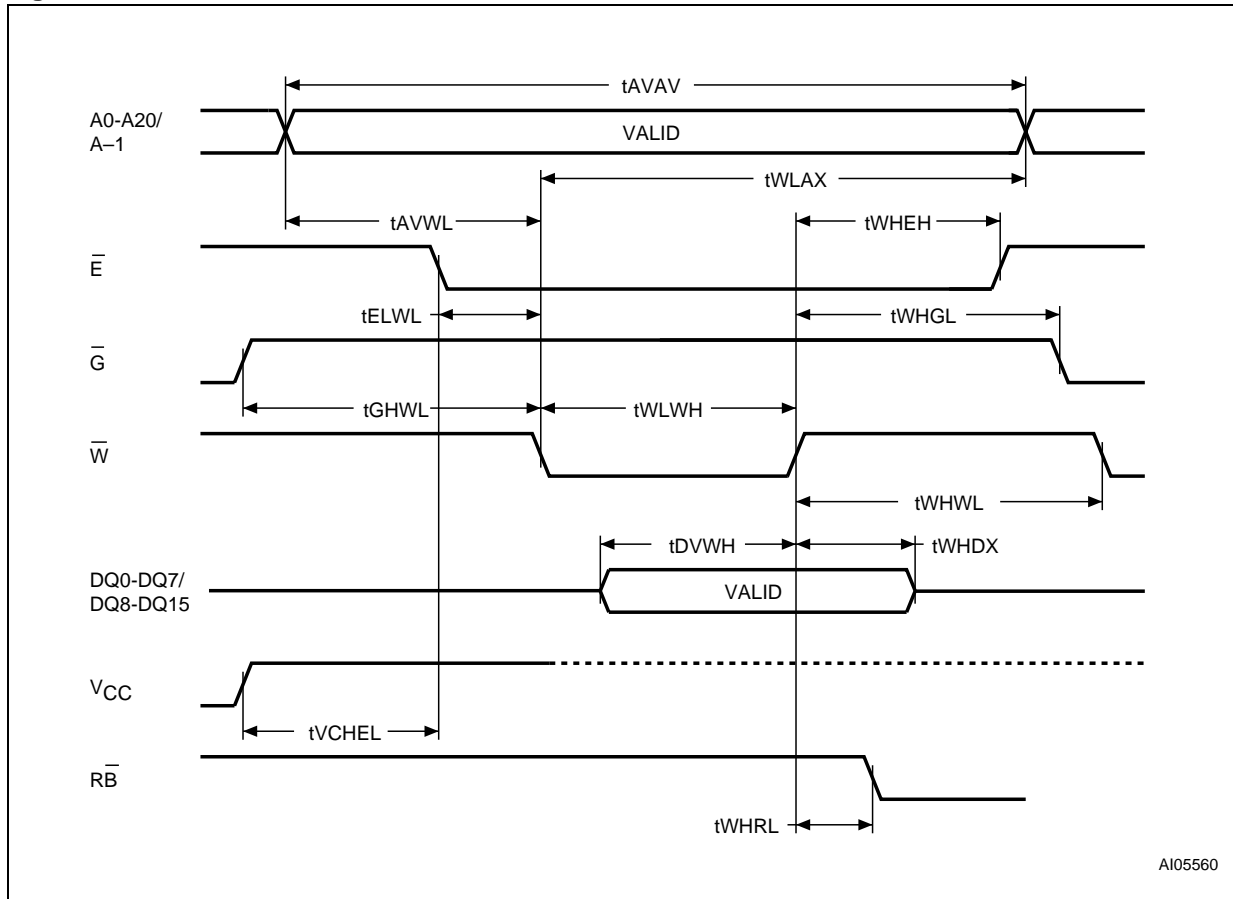 tAVAV
A0-A20/
A–1
VALID
tWLAX
tAVWL
tWHEH
E̅
tELWL
tWHGL
G̅
tGHWL
tWLWH
W̅
tWHWL
tDVWH
tWHDX
DQ0-DQ7/
DQ8-DQ15
VALID
VCC
tVCHEL
RB̅
tWHRL
AI05560